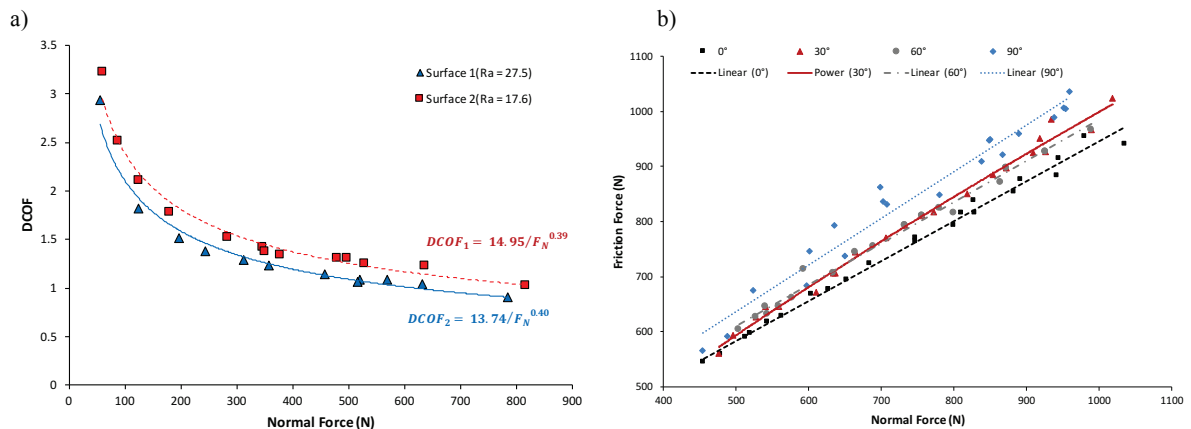 a)
DCOF
3.5
3
2.5
2
1.5
1
0.5
0
0 100 200 300 400 500 600 700 800 900
Normal Force (N)
Surface 1(Ra = 27.5)
Surface 2(Ra = 17.6)
DCOF₁ = 14.95/F_N^0.39
DCOF₂ = 13.74/F_N^0.40
b)
0° 30° 60° 90°
Linear (0°) Power (30°) Linear (60°) Linear (90°)
Friction Force (N)
1100
1000
900
800
700
600
500
400 500 600 700 800 900 1000 1100
Normal Force (N)